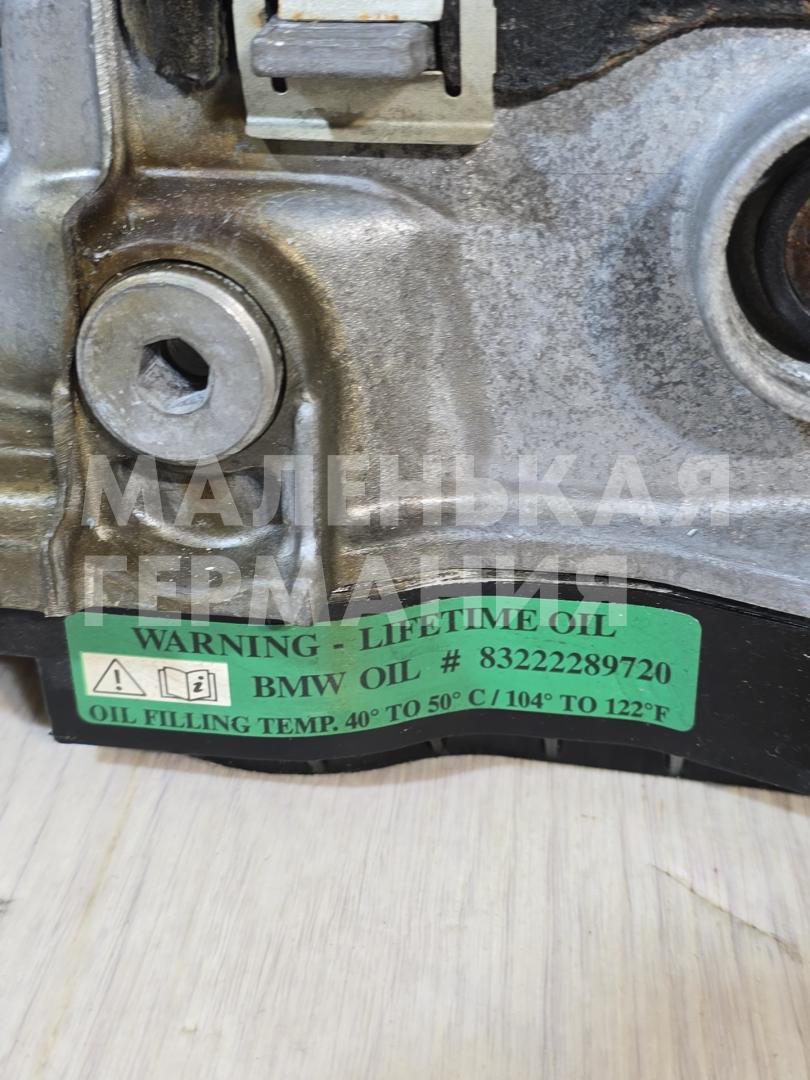 МАЛЕНЬКАЯ
ГЕРМАНИЯ
WARNING - LIFETIME OIL
BMW OIL # 83222289720
OIL FILLING TEMP. 40° TO 50° C / 104° TO 122°F